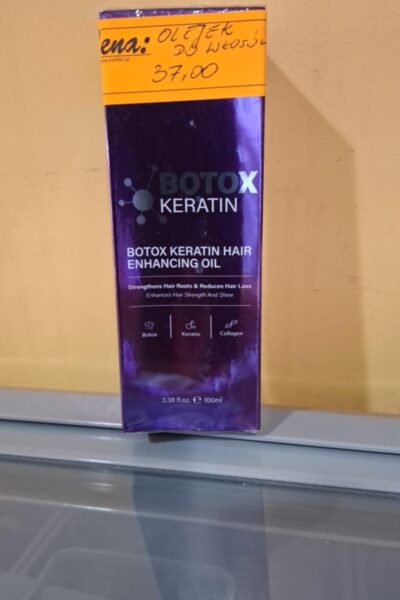 ena: OLEJEK
DO WŁOSÓW
37,00
BOTOX
KERATIN
BOTOX KERATIN HAIR
ENHANCING OIL
Strengthens Hair Roots & Reduces Hair Loss
Enhances Hair Strength And Shine
Botox Keratin Collagen
3.38 fl.oz. ℮ 100ml